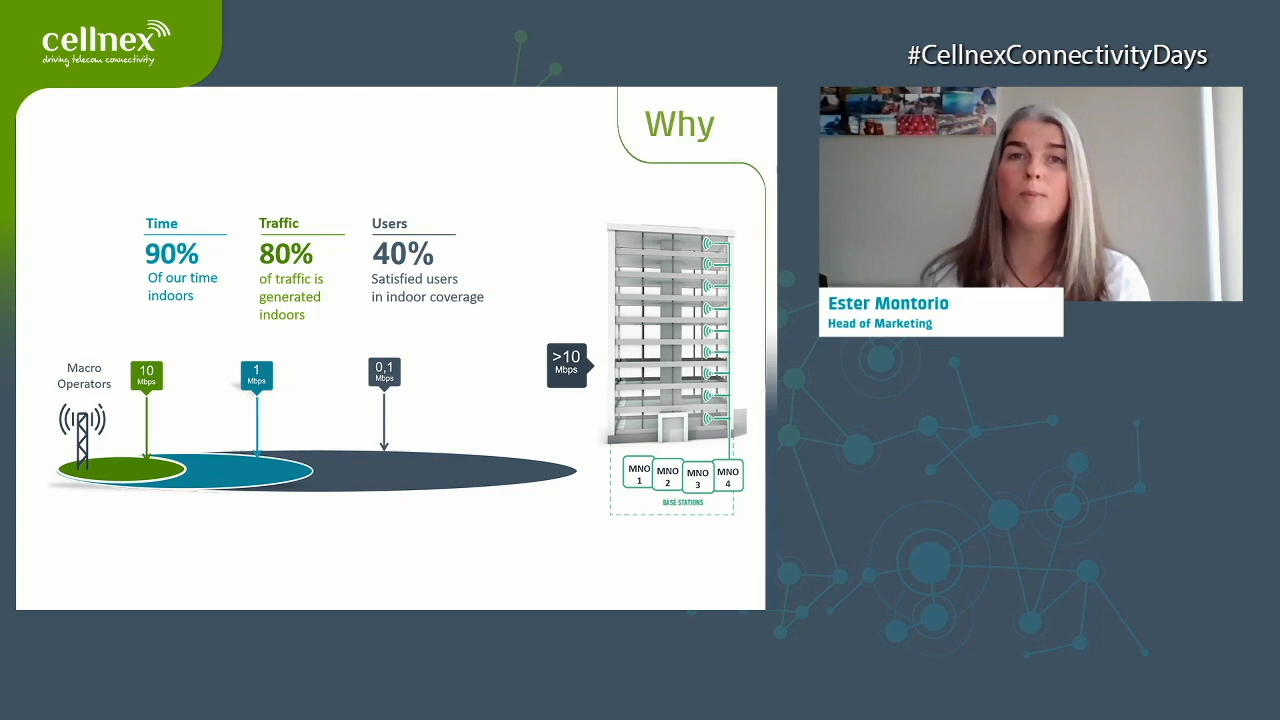 cellnex
driving telecom connectivity
#CellnexConnectivityDays
Why
Time
90%
Of our time
indoors
Traffic
80%
of traffic is
generated
indoors
Users
40%
Satisfied users
in indoor coverage
Macro
Operators
10
Mbps
1
Mbps
0,1
Mbps
>10
Mbps
MNO
1
MNO
2
MNO
3
MNO
4
BASE STATIONS
Ester Montorio
Head of Marketing